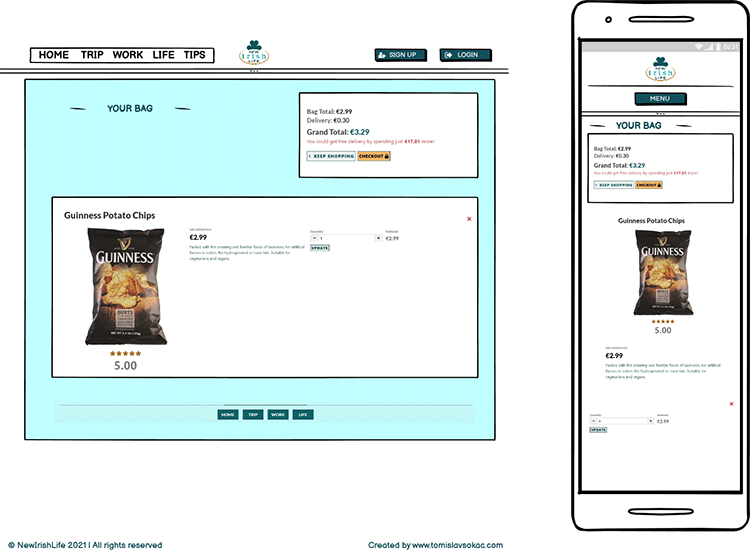 HOME TRIP WORK LIFE TIPS
Irish
LIFE
SIGN UP
LOGIN
YOUR BAG
Bag Total: €2.99
Delivery: €0.30
Grand Total: €3.29
You could get free delivery by spending just €17.01 more!
KEEP SHOPPING
CHECKOUT
Guinness Potato Chips
GUINNESS
BURTS
5.00
€2.99
Packed with the amazing and familiar flavor of Guinness. No artificial
flavors or colors. No hydrogenated or trans fats. Suitable for
vegetarians and vegans.
Quantity
1
UPDATE
Subtotal
€2.99
HOME
TRIP
WORK
LIFE
© NewIrishLife 2021 | All rights reserved
Created by www.tomislavsokac.com
Irish
LIFE
MENU
YOUR BAG
Bag Total: €2.99
Delivery: €0.30
Grand Total: €3.29
You could get free delivery by spending just €17.01 more!
KEEP SHOPPING
CHECKOUT
Guinness Potato Chips
GUINNESS
BURTS
5.00
€2.99
Packed with the amazing and familiar flavor of Guinness. No artificial
flavors or colors. No hydrogenated or trans fats. Suitable for
vegetarians and vegans.
Quantity
1
Subtotal
€2.99
UPDATE